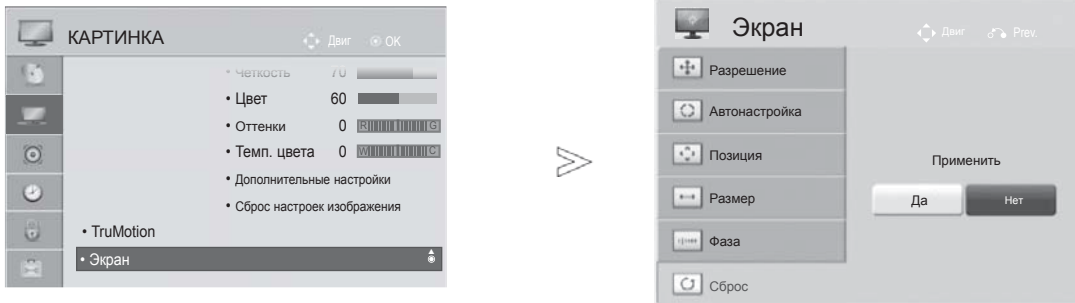 КАРТИНКА
Двиг OK
• Четкость 70
• Цвет 60
• Оттенки 0 R G
• Темп. цвета 0 W C
• Дополнительные настройки
• Сброс настроек изображения
• TruMotion
• Экран
Экран
Двиг Prev.
Разрешение
Автонастройка
Позиция
Размер
Фаза
Сброс
Применить
Да Нет